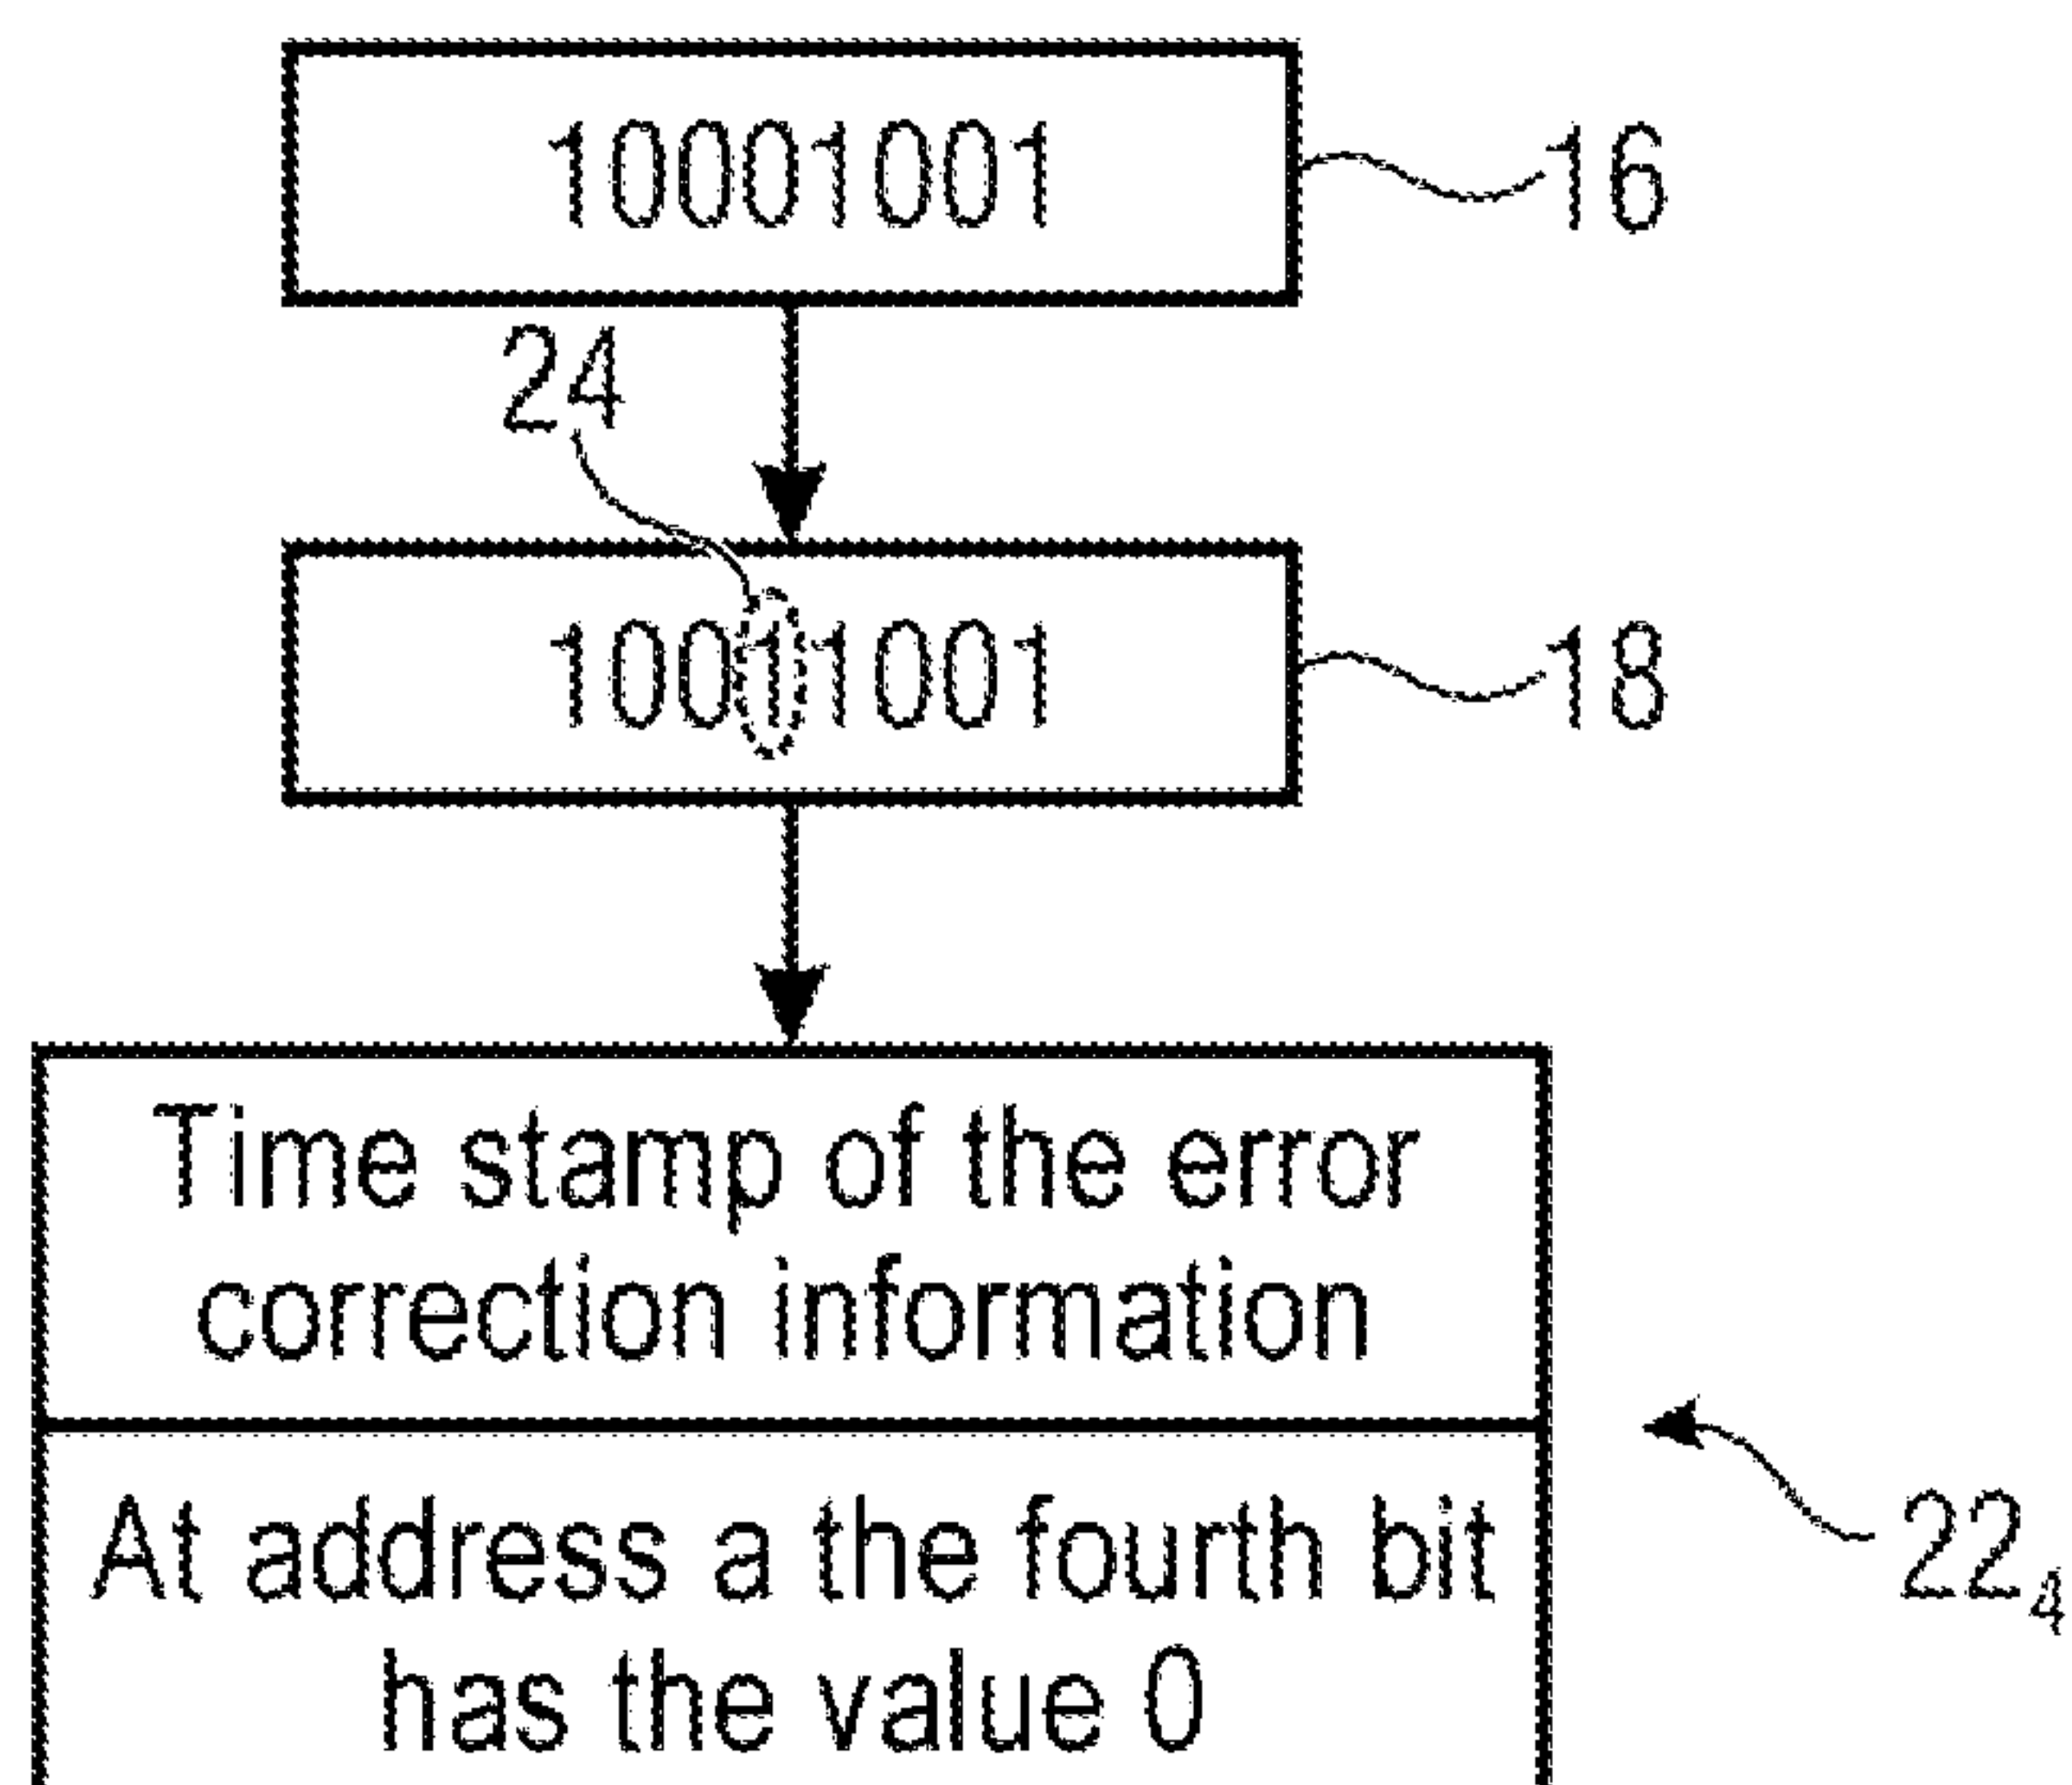 10001001
16
24
10011001
18
Time stamp of the error
correction information
At address a the fourth bit
has the value 0
22₄